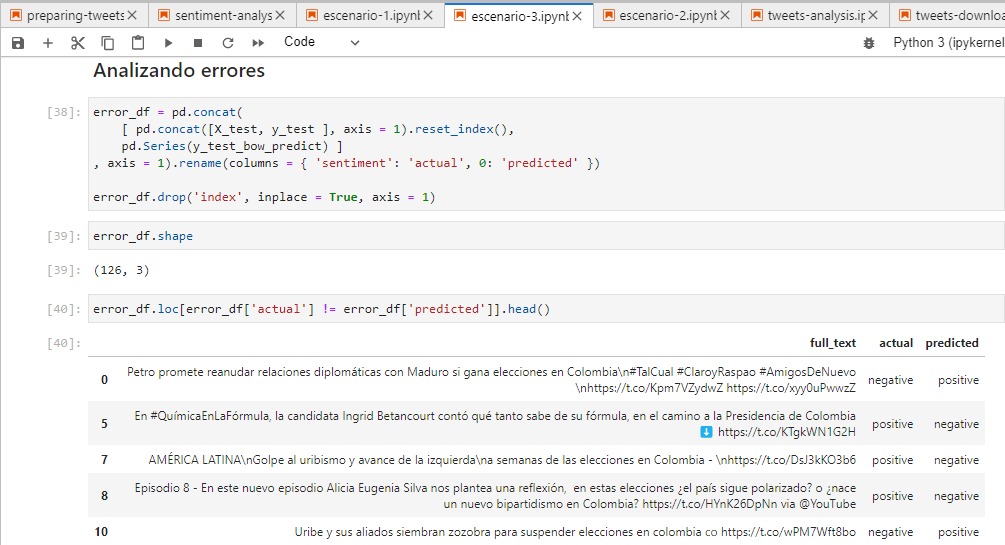 preparing-tweets
sentiment-analys
escenario-1.ipynb
escenario-3.ipynb
escenario-2.ipynb
tweets-analysis.ip
tweets-downloa
Code
Python 3 (ipykernel
Analizando errores
[38]:
error_df = pd.concat(
[ pd.concat([X_test, y_test ], axis = 1).reset_index(),
pd.Series(y_test_bow_predict) ]
, axis = 1).rename(columns = { 'sentiment': 'actual', 0: 'predicted' })
error_df.drop('index', inplace = True, axis = 1)
[39]: error_df.shape
[39]: (126, 3)
[40]: error_df.loc[error_df['actual'] != error_df['predicted']].head()
[40]:
full_text actual predicted
0 Petro promete reanudar relaciones diplomáticas con Maduro si gana elecciones en Colombia\n#TalCual #ClaroyRaspao #AmigosDeNuevo negative positive
\nhttps://t.co/Kpm7VZydwZ https://t.co/xyy0uPwwzZ
5 En #QuímicaEnLaFórmula, la candidata Ingrid Betancourt contó qué tanto sabe de su fórmula, en el camino a la Presidencia de Colombia positive negative
⬇️ https://t.co/KTgkWN1G2H
7 AMÉRICA LATINA\nGolpe al uribismo y avance de la izquierda\na semanas de las elecciones en Colombia - \nhttps://t.co/DsJ3kKO3b6 positive negative
8 Episodio 8 - En este nuevo episodio Alicia Eugenia Silva nos plantea una reflexión, en estas elecciones ¿el país sigue polarizado? o ¿nace positive negative
un nuevo bipartidismo en Colombia? https://t.co/HYnK26DpNn via @YouTube
10 Uribe y sus aliados siembran zozobra para suspender elecciones en colombia co https://t.co/wPM7Wft8bo negative positive